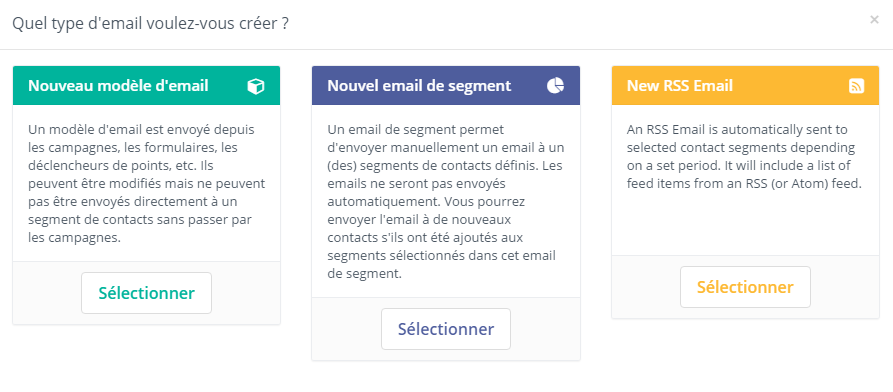 Quel type d'email voulez-vous créer ?
×
Nouveau modèle d'email
Un modèle d'email est envoyé depuis
les campagnes, les formulaires, les
déclencheurs de points, etc. Ils
peuvent être modifiés mais ne peuvent
pas être envoyés directement à un
segment de contacts sans passer par
les campagnes.
Sélectionner
Nouvel email de segment
Un email de segment permet
d'envoyer manuellement un email à un
(des) segments de contacts définis. Les
emails ne seront pas envoyés
automatiquement. Vous pourrez
envoyer l'email à de nouveaux
contacts s'ils ont été ajoutés aux
segments sélectionnés dans cet email
de segment.
Sélectionner
New RSS Email
An RSS Email is automatically sent to
selected contact segments depending
on a set period. It will include a list of
feed items from an RSS (or Atom) feed.
Sélectionner